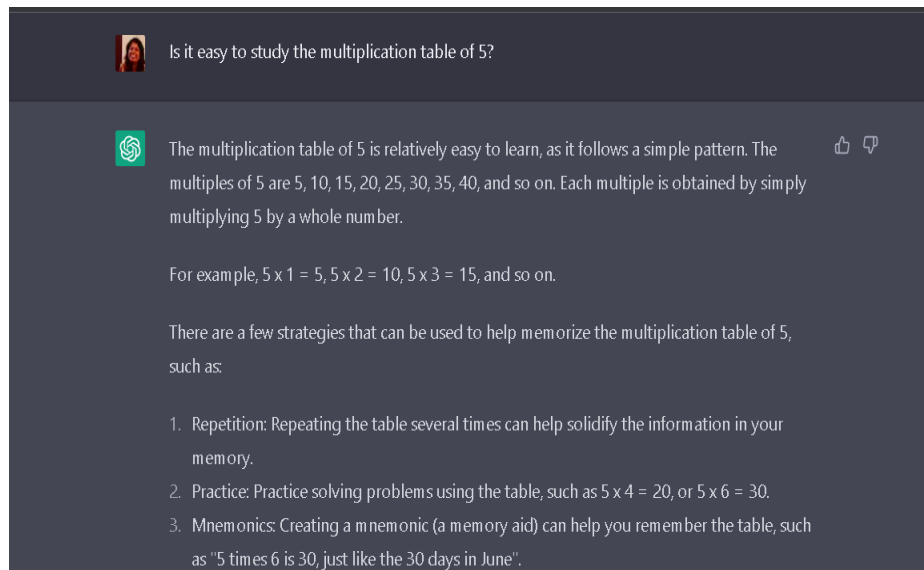 Is it easy to study the multiplication table of 5?
The multiplication table of 5 is relatively easy to learn, as it follows a simple pattern. The
multiples of 5 are 5, 10, 15, 20, 25, 30, 35, 40, and so on. Each multiple is obtained by simply
multiplying 5 by a whole number.
For example, 5 x 1 = 5, 5 x 2 = 10, 5 x 3 = 15, and so on.
There are a few strategies that can be used to help memorize the multiplication table of 5,
such as:
1. Repetition: Repeating the table several times can help solidify the information in your
memory.
2. Practice: Practice solving problems using the table, such as 5 x 4 = 20, or 5 x 6 = 30.
3. Mnemonics: Creating a mnemonic (a memory aid) can help you remember the table, such
as "5 times 6 is 30, just like the 30 days in June".